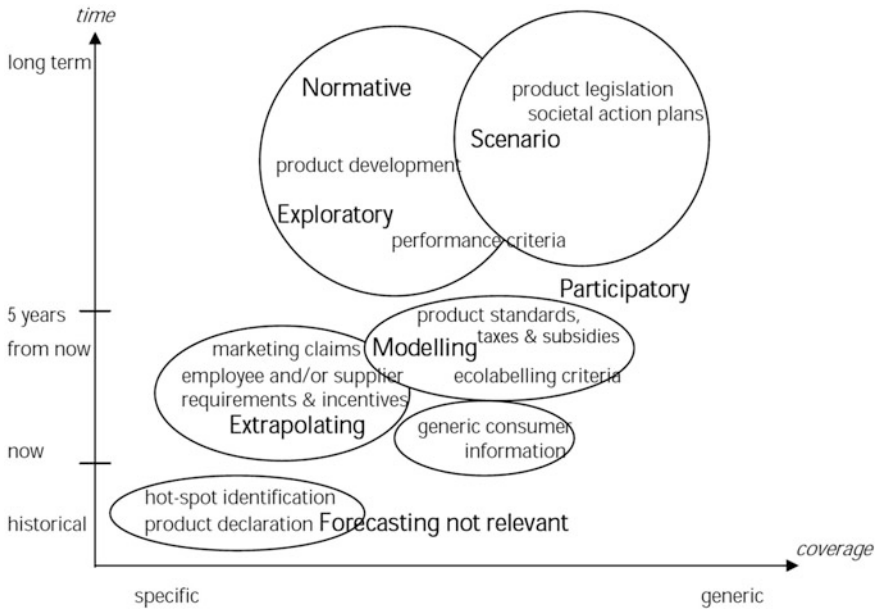 time
long term
Normative
product legislation
societal action plans
Scenario
product development
Exploratory
performance criteria
Participatory
5 years
from now
product standards,
taxes & subsidies
marketing claims
Modelling
employee and/or supplier
ecolabelling criteria
requirements & incentives
Extrapolating
generic consumer
information
now
hot-spot identification
historical
product declaration
Forecasting not relevant
coverage
specific
generic